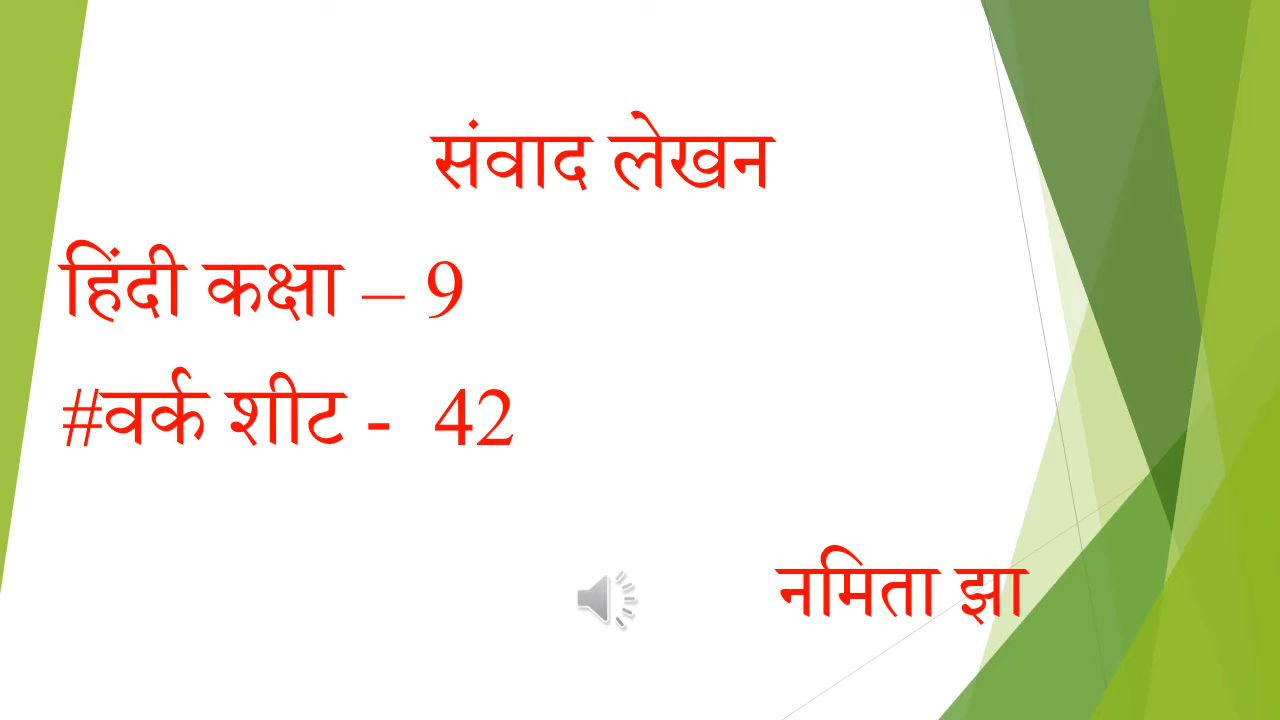 संवाद लेखन
हिंदी कक्षा – 9
#वर्क शीट - 42
नमिता झा